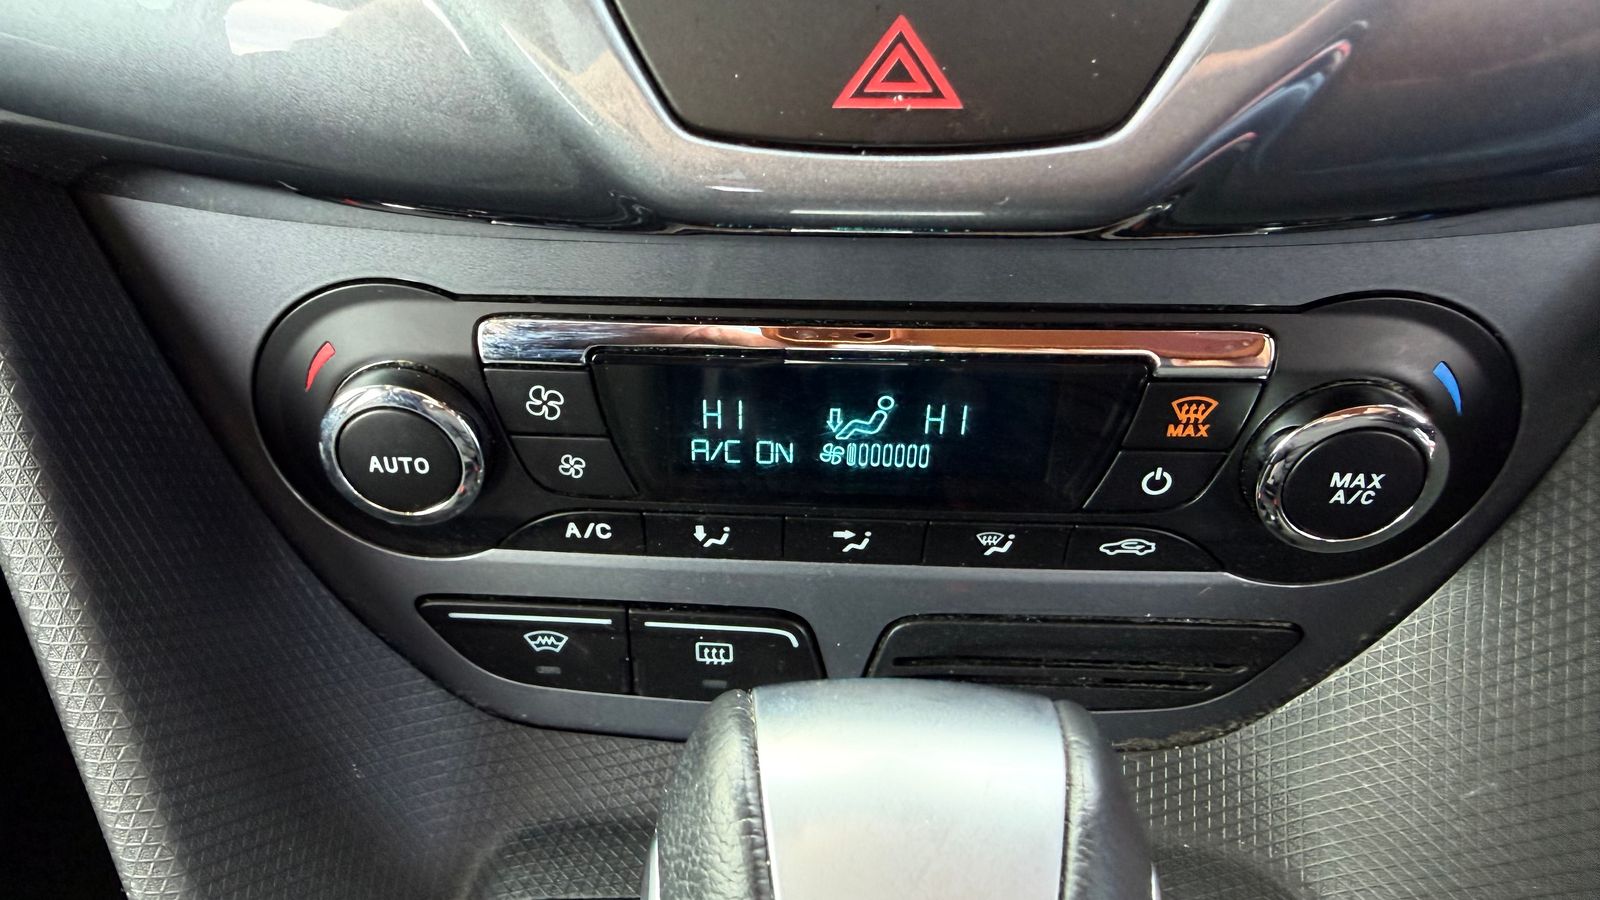 HI HI
A/C ON
MAX
AUTO
MAX
A/C
A/C